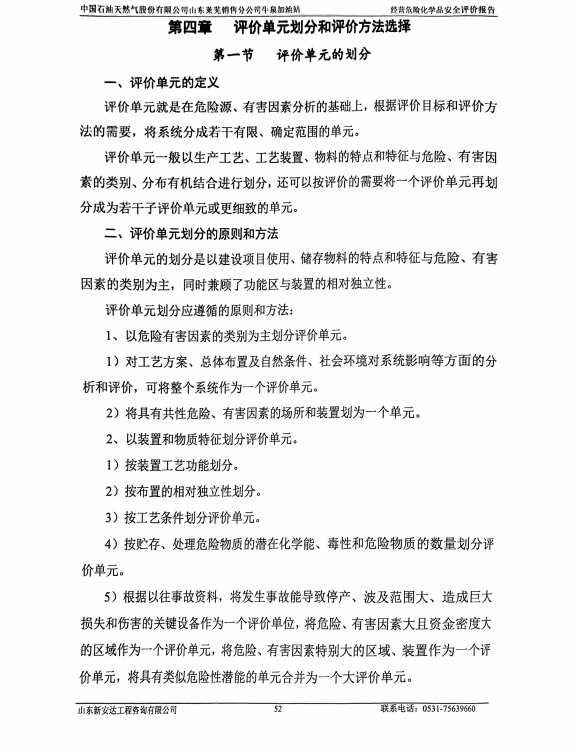 中国石油天然气股份有限公司山东莱芜销售分公司牛泉加油站 经营危险化学品安全评价报告
第四章 评价单元划分和评价方法选择
第一节 评价单元的划分
一、评价单元的定义
评价单元就是在危险源、有害因素分析的基础上，根据评价目标和评价方
法的需要，将系统分成若干有限、确定范围的单元。
评价单元一般以生产工艺、工艺装置、物料的特点和特征与危险、有害因
素的类别、分布有机结合进行划分，还可以按评价的需要将一个评价单元再划
分成为若干子评价单元或更细致的单元。
二、评价单元划分的原则和方法
评价单元的划分是以建设项目使用、储存物料的特点和特征与危险、有害
因素的类别为主，同时兼顾了功能区与装置的相对独立性。
评价单元划分应遵循的原则和方法：
1、以危险有害因素的类别为主划分评价单元。
1）对工艺方案、总体布置及自然条件、社会环境对系统影响等方面的分
析和评价，可将整个系统作为一个评价单元。
2）将具有共性危险、有害因素的场所和装置划为一个单元。
2、以装置和物质特征划分评价单元。
1）按装置工艺功能划分。
2）按布置的相对独立性划分。
3）按工艺条件划分评价单元。
4）按贮存、处理危险物质的潜在化学能、毒性和危险物质的数量划分评
价单元。
5）根据以往事故资料，将发生事故能导致停产、波及范围大、造成巨大
损失和伤害的关键设备作为一个评价单位，将危险、有害因素大且资金密度大
的区域作为一个评价单元，将危险、有害因素特别大的区域、装置作为一个评
价单元，将具有类似危险性潜能的单元合并为一个大评价单元。
山东新安达工程咨询有限公司 52 联系电话：0531-75639660